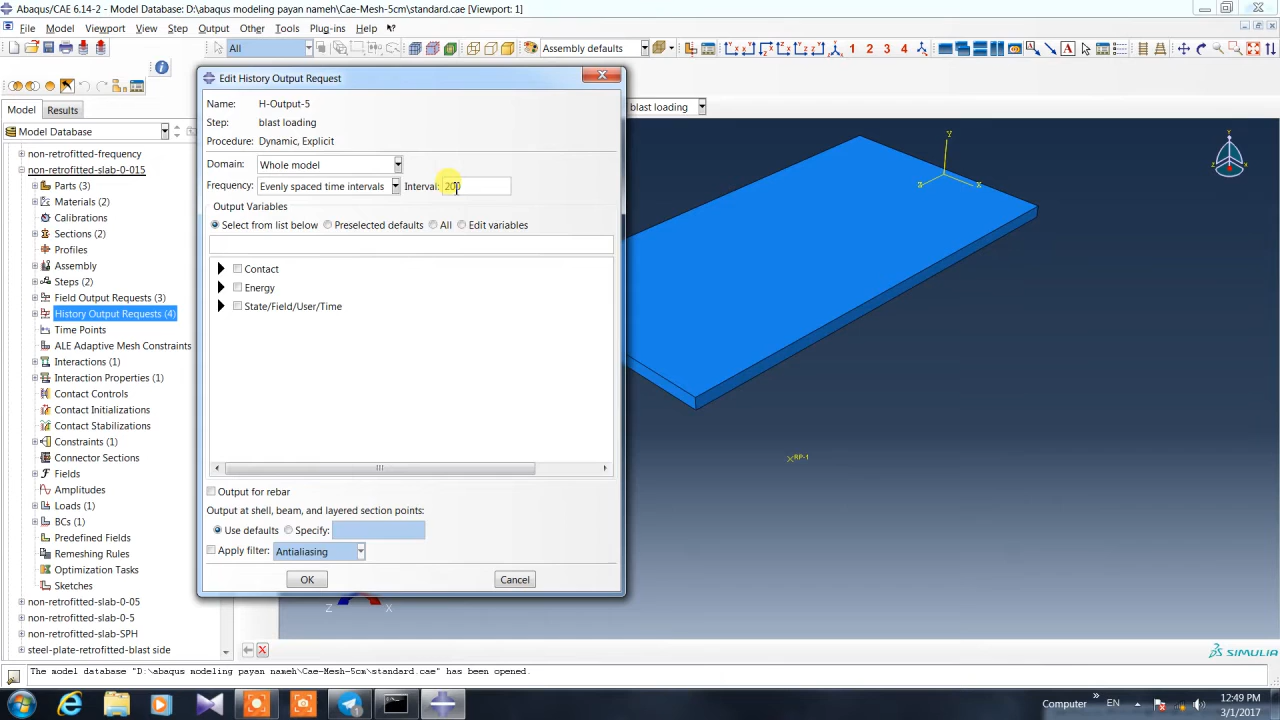 Abaqus/CAE 6.14-2 - Model Database: D:\abaqus modeling payan nameh\Cae-Mesh-5cm\standard.cae [Viewport: 1]
File Model Viewport View Step Output Other Tools Plug-ins Help
All Assembly defaults 1 2 3 4 A
Model Results
blast loading
Model Database
non-retrofitted-frequency
non-retrofitted-slab-0-015
Parts (3)
Materials (2)
Calibrations
Sections (2)
Profiles
Assembly
Steps (2)
Field Output Requests (3)
History Output Requests (4)
Time Points
ALE Adaptive Mesh Constraints
Interactions (1)
Interaction Properties (1)
Contact Controls
Contact Initializations
Contact Stabilizations
Constraints (1)
Connector Sections
Fields
Amplitudes
Loads (1)
BCs (1)
Predefined Fields
Remeshing Rules
Optimization Tasks
Sketches
non-retrofitted-slab-0-05
non-retrofitted-slab-0-5
non-retrofitted-slab-SPH
steel-plate-retrofitted-blast side
Edit History Output Request
Name: H-Output-5
Step: blast loading
Procedure: Dynamic, Explicit
Domain: Whole model
Frequency: Evenly spaced time intervals Interval: 200
Output Variables
Select from list below Preselected defaults All Edit variables
Contact
Energy
State/Field/User/Time
Output for rebar
Output at shell, beam, and layered section points:
Use defaults Specify:
Apply filter: Antialiasing
OK Cancel
Y
Z X
RP-1
Z X
SIMULIA
The model database "D:\abaqus modeling payan nameh\Cae-Mesh-5cm\standard.cae" has been opened.
Computer EN 12:49 PM
3/1/2017